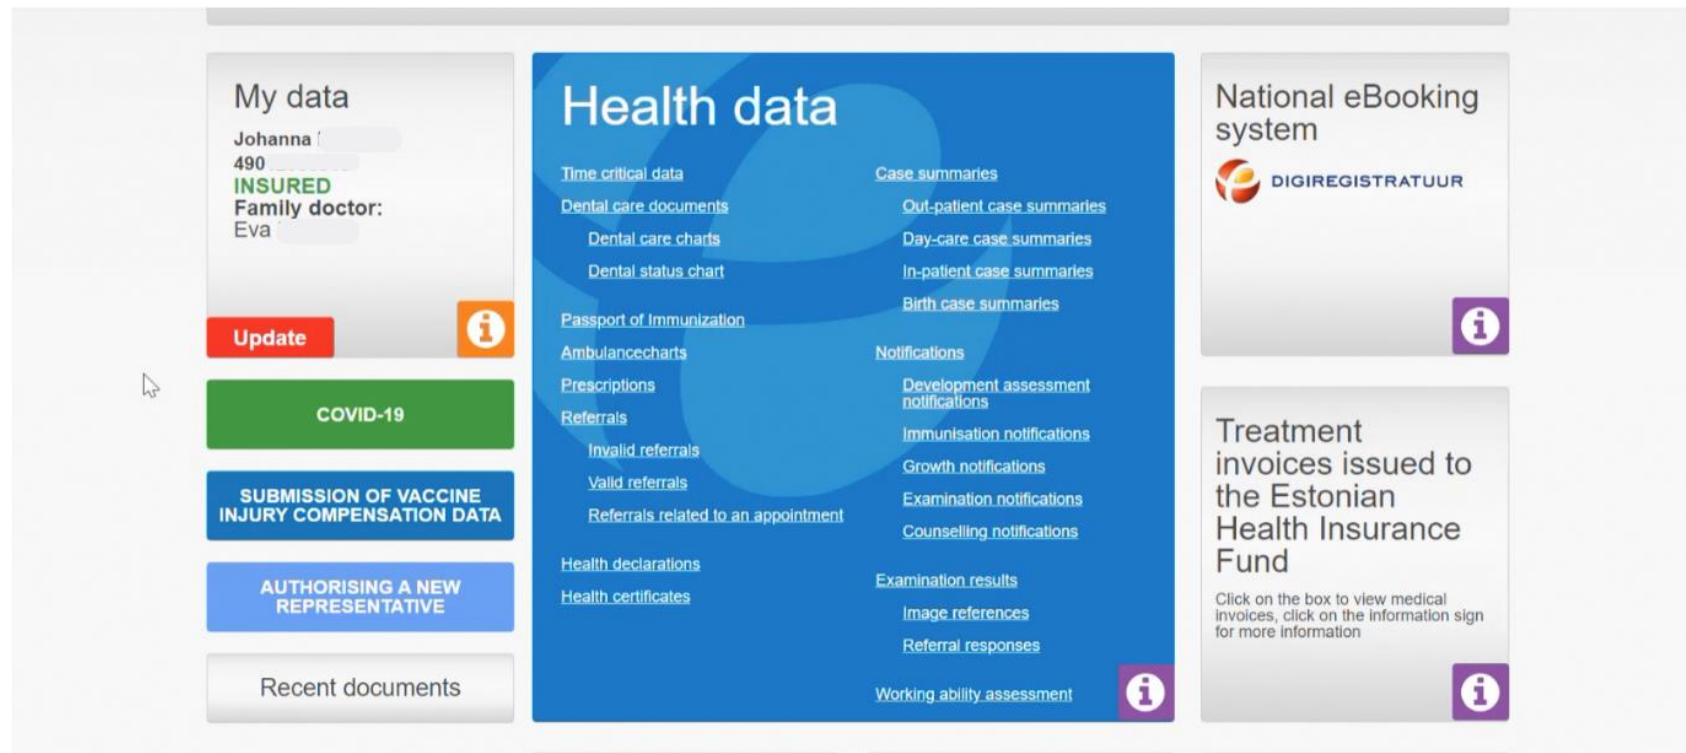 My data
Johanna
490
INSURED
Family doctor:
Eva
Update
COVID-19
SUBMISSION OF VACCINE
INJURY COMPENSATION DATA
AUTHORISING A NEW
REPRESENTATIVE
Recent documents
Health data
Time critical data
Dental care documents
Dental care charts
Dental status chart
Passport of Immunization
Ambulancecharts
Prescriptions
Referrals
Invalid referrals
Valid referrals
Referrals related to an appointment
Health declarations
Health certificates
Case summaries
Out-patient case summaries
Day-care case summaries
In-patient case summaries
Birth case summaries
Notifications
Development assessment
notifications
Immunisation notifications
Growth notifications
Examination notifications
Counselling notifications
Examination results
Image references
Referral responses
Working ability assessment
National eBooking
system
DIGIREGISTRATUUR
Treatment
invoices issued to
the Estonian
Health Insurance
Fund
Click on the box to view medical
invoices, click on the information sign
for more information